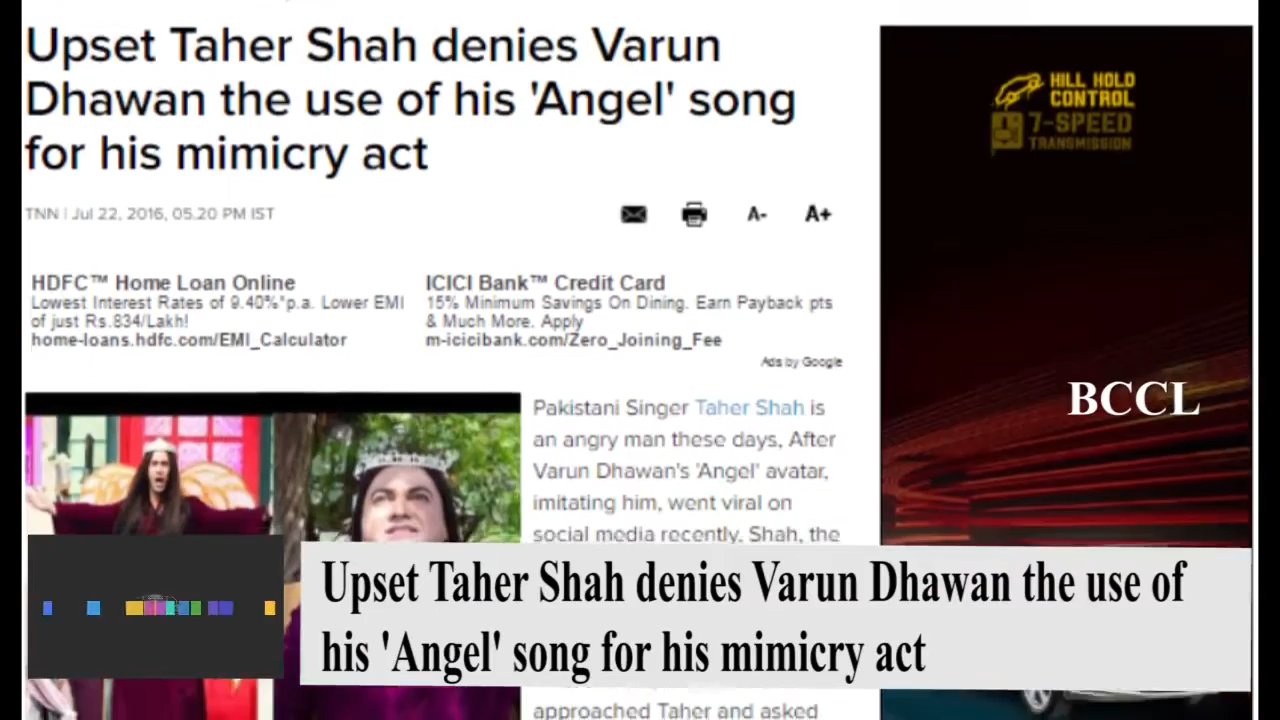 Upset Taher Shah denies Varun
Dhawan the use of his 'Angel' song
for his mimicry act
TNN | Jul 22, 2016, 05.20 PM IST
A-
A+
HDFC™ Home Loan Online
Lowest Interest Rates of 9.40%*p.a. Lower EMI
of just Rs.834/Lakh!
home-loans.hdfc.com/EMI_Calculator
ICICI Bank™ Credit Card
15% Minimum Savings On Dining. Earn Payback pts
& Much More. Apply
m-icicibank.com/Zero_Joining_Fee
Ads by Google
Pakistani Singer Taher Shah is
an angry man these days, After
Varun Dhawan's 'Angel' avatar,
imitating him, went viral on
social media recently. Shah, the
approached Taher and asked
HILL HOLD
CONTROL
7-SPEED
TRANSMISSION
BCCL
Upset Taher Shah denies Varun Dhawan the use of
his 'Angel' song for his mimicry act